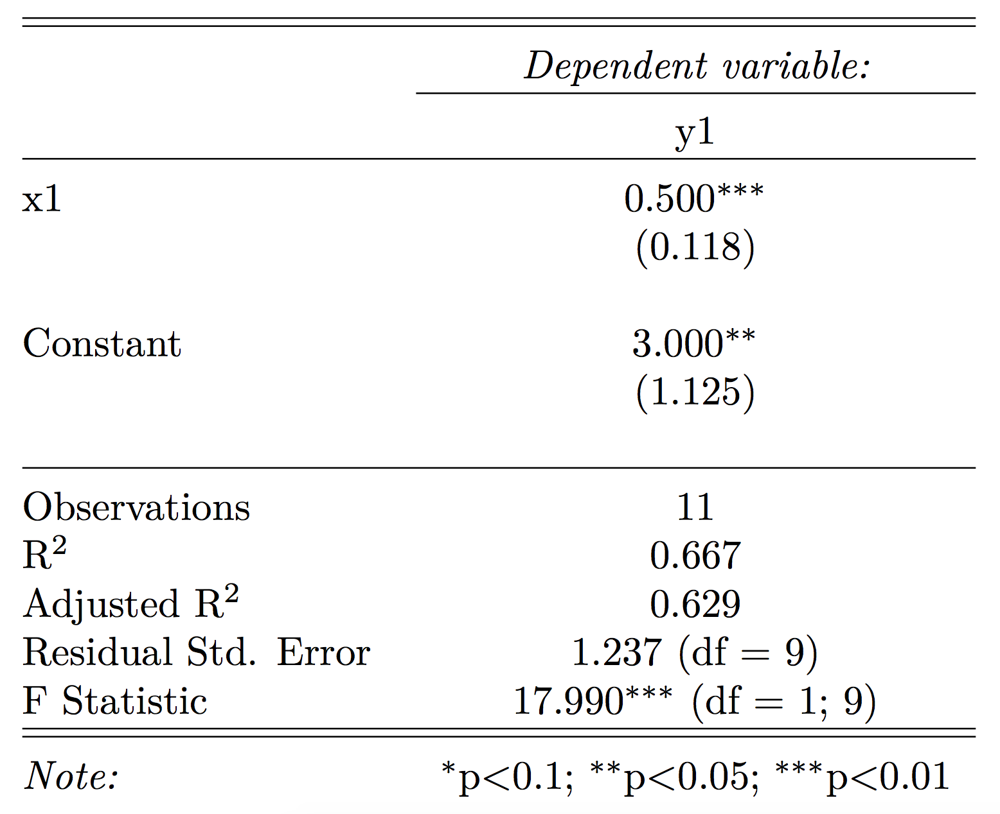 Dependent variable:
y1
x1 0.500***
(0.118)
Constant 3.000**
(1.125)
Observations 11
R² 0.667
Adjusted R² 0.629
Residual Std. Error 1.237 (df = 9)
F Statistic 17.990*** (df = 1; 9)
Note: *p<0.1; **p<0.05; ***p<0.01